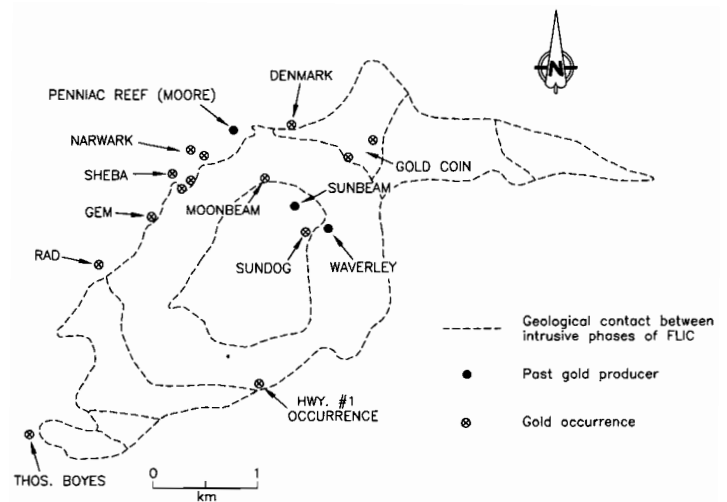 N
DENMARK
PENNIAC REEF (MOORE)
NARWARK
GOLD COIN
SHEBA
SUNBEAM
MOONBEAM
GEM
RAD
SUNDOG
WAVERLEY
Geological contact between
intrusive phases of FLIC
Past gold producer
HWY. #1
OCCURRENCE
Gold occurrence
THOS. BOYES
0 1
km